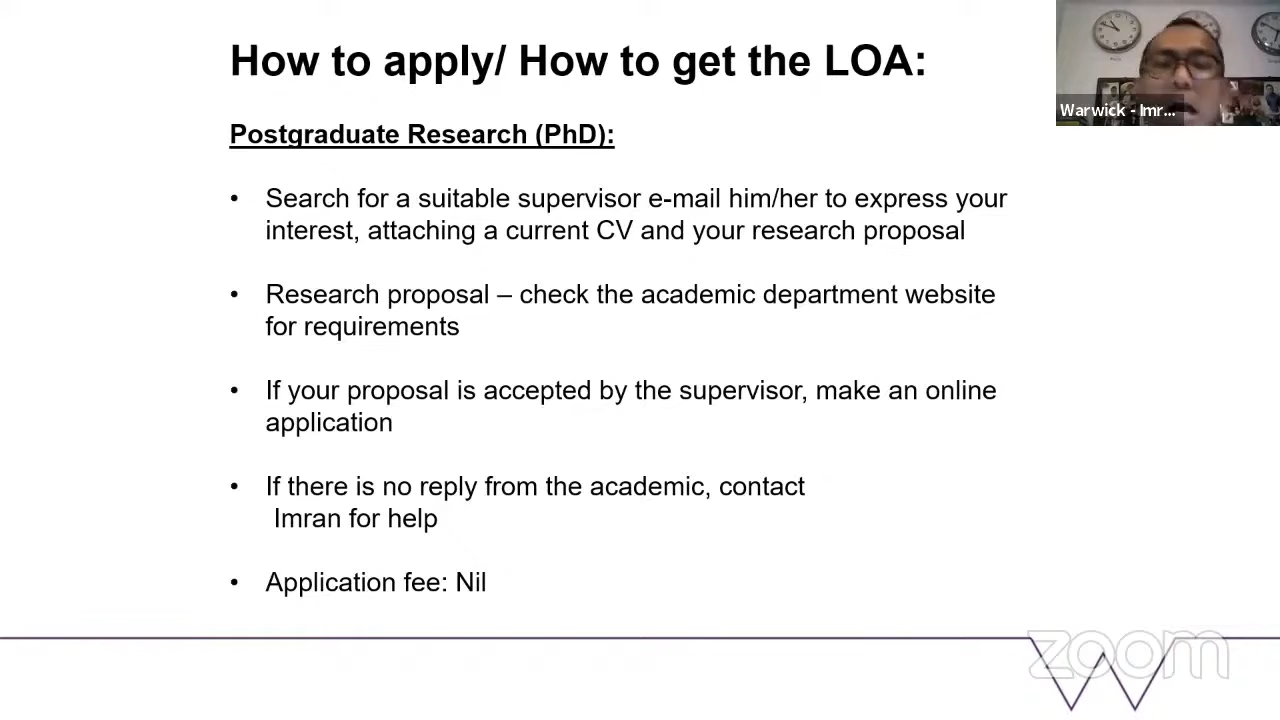 How to apply/ How to get the LOA:
Warwick - Imr...
Postgraduate Research (PhD):
• Search for a suitable supervisor e-mail him/her to express your
interest, attaching a current CV and your research proposal
• Research proposal – check the academic department website
for requirements
• If your proposal is accepted by the supervisor, make an online
application
• If there is no reply from the academic, contact
Imran for help
• Application fee: Nil
zoom